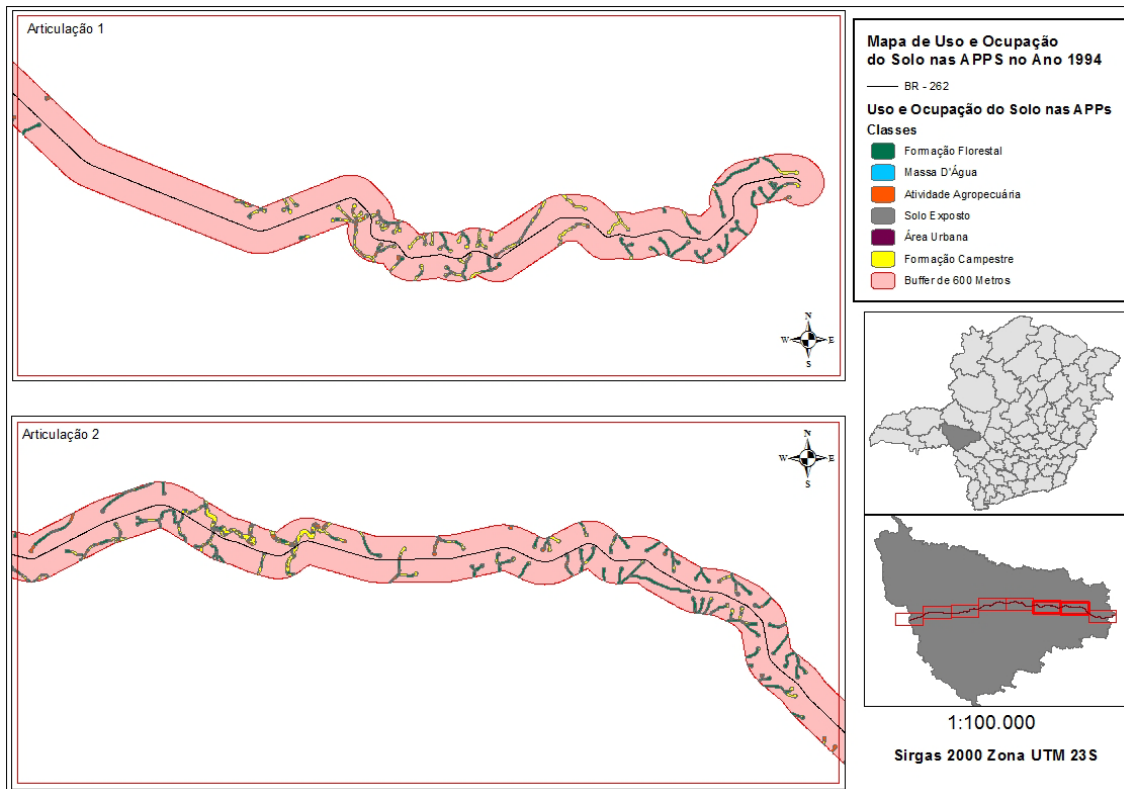 Articulação 1
N
W
E
S
Articulação 2
N
W
E
S
Mapa de Uso e Ocupação
do Solo nas APPS no Ano 1994
BR - 262
Uso e Ocupação do Solo nas APPs
Classes
Formação Florestal
Massa D'Água
Atividade Agropecuária
Solo Exposto
Área Urbana
Formação Campestre
Buffer de 600 Metros
1:100.000
Sirgas 2000 Zona UTM 23S